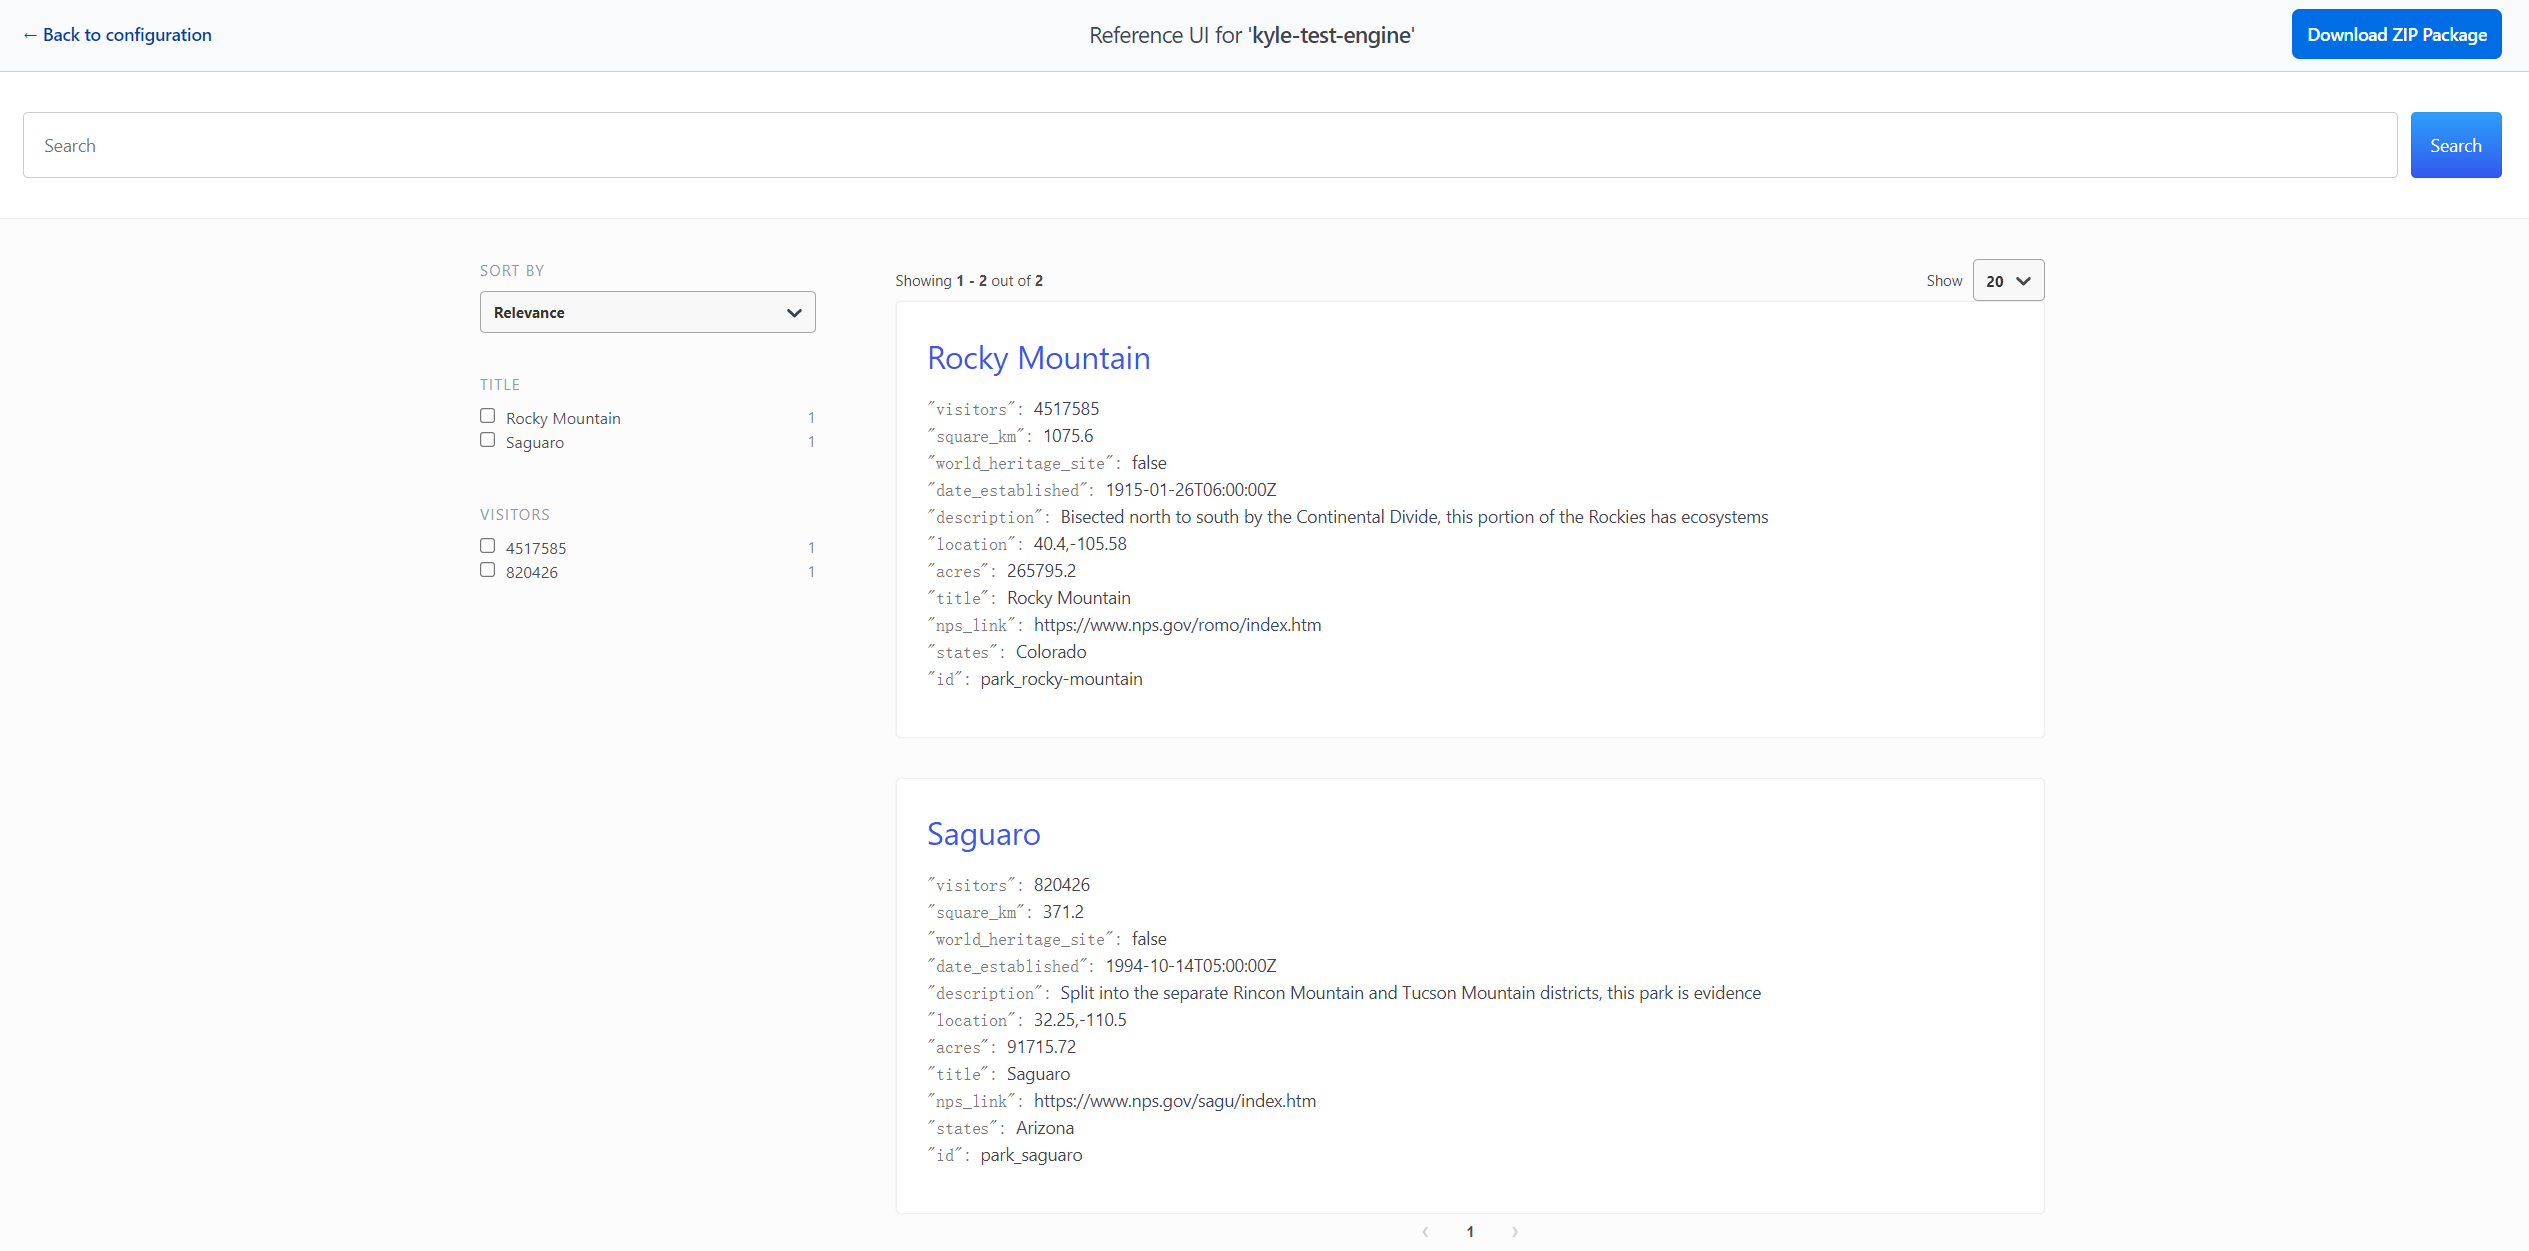 ← Back to configuration
Reference UI for 'kyle-test-engine'
Download ZIP Package
Search
Search
SORT BY
Relevance
TITLE
Rocky Mountain 1
Saguaro 1
VISITORS
4517585 1
820426 1
Showing 1 - 2 out of 2
Show 20
Rocky Mountain
"visitors": 4517585
"square_km": 1075.6
"world_heritage_site": false
"date_established": 1915-01-26T06:00:00Z
"description": Bisected north to south by the Continental Divide, this portion of the Rockies has ecosystems
"location": 40.4,-105.58
"acres": 265795.2
"title": Rocky Mountain
"nps_link": https://www.nps.gov/romo/index.htm
"states": Colorado
"id": park_rocky-mountain
Saguaro
"visitors": 820426
"square_km": 371.2
"world_heritage_site": false
"date_established": 1994-10-14T05:00:00Z
"description": Split into the separate Rincon Mountain and Tucson Mountain districts, this park is evidence
"location": 32.25,-110.5
"acres": 91715.72
"title": Saguaro
"nps_link": https://www.nps.gov/sagu/index.htm
"states": Arizona
"id": park_saguaro
‹ 1 ›